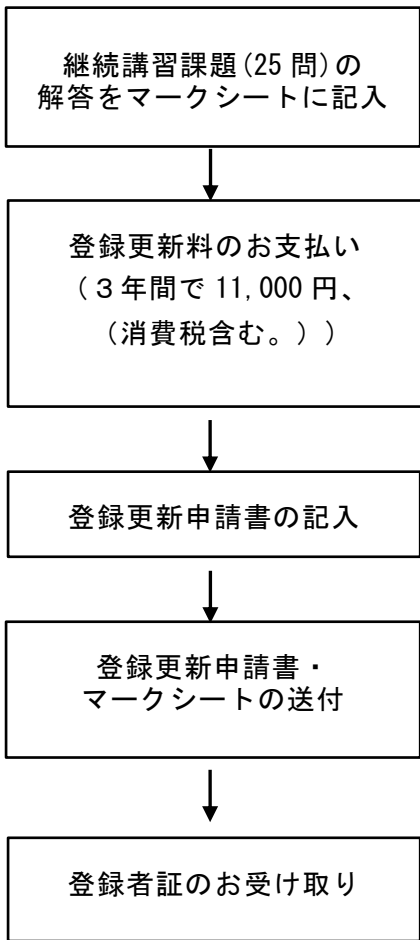 継続講習課題(25 問)の
解答をマークシートに記入
登録更新料のお支払い
（３年間で 11,000 円、
（消費税含む。））
登録更新申請書の記入
登録更新申請書・
マークシートの送付
登録者証のお受け取り